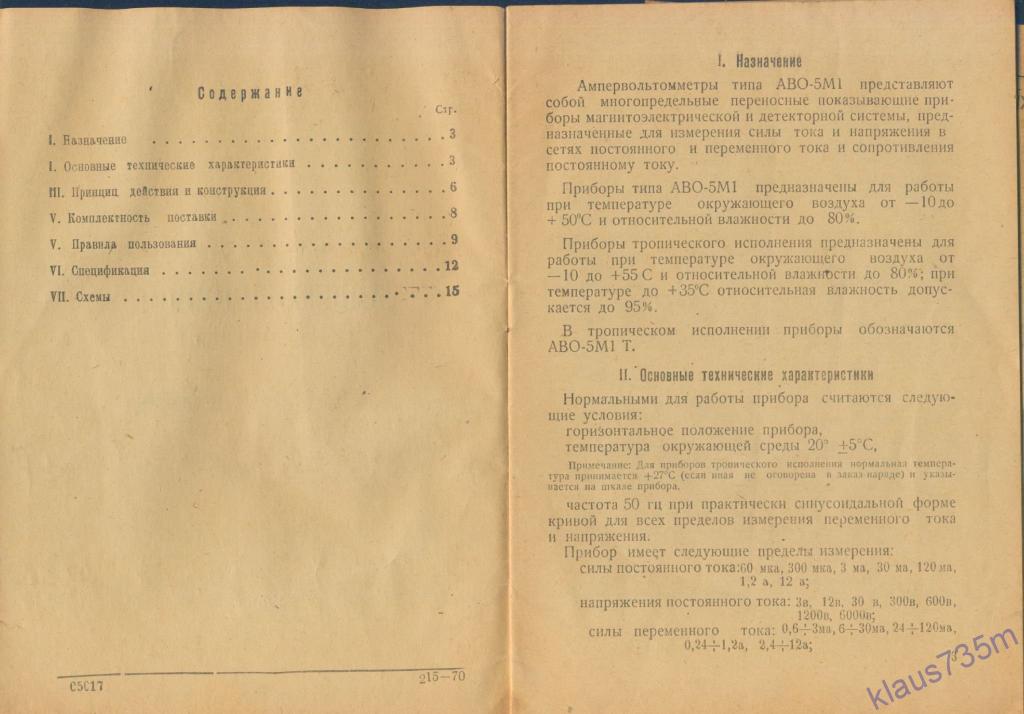 Содержание
Стр.
I. Назначение . . . . . . . . . . . . . . . . . . . . 3
I. Основные технические характеристики . . . . . . . . . . 3
III. Принцип действия и конструкция . . . . . . . . . . . . . 6
V. Комплектность поставки . . . . . . . . . . . . . . . . 8
V. Правила пользования . . . . . . . . . . . . . . . . . . 9
VI. Спецификация . . . . . . . . . . . . . . . . . . . . . 12
VII. Схемы . . . . . . . . . . . . . . . . . . . . . . . . 15
С5С17
215—70
I. Назначение
Ампервольтомметры типа АВО-5М1 представляют
собой многопредельные переносные показывающие при-
боры магнитоэлектрической и детекторной системы, пред-
назначенные для измерения силы тока и напряжения в
сетях постоянного и переменного тока и сопротивления
постоянному току.
Приборы типа АВО-5М1 предназначены для работы
при температуре окружающего воздуха от —10 до
+ 50°С и относительной влажности до 80%.
Приборы тропического исполнения предназначены для
работы при температуре окружающего воздуха от
—10 до +55 С и относительной влажности до 80%; при
температуре до +35°С относительная влажность допус-
кается до 95%.
В тропическом исполнении приборы обозначаются
АВО-5М1 Т.
II. Основные технические характеристики
Нормальными для работы прибора считаются следую-
щие условия:
горизонтальное положение прибора,
температура окружающей среды 20° ±5°С,
Примечание: Для приборов тропического исполнения нормальная темпера-
тура принимается +27°С (если иная не оговорена в заказ-наряде) и указы-
вается на шкале прибора.
частота 50 гц при практически синусоидальной форме
кривой для всех пределов измерения переменного тока
и напряжения.
Прибор имеет следующие пределы измерения:
силы постоянного тока:60 мка, 300 мка, 3 ма, 30 ма, 120 ма,
1,2 а, 12 а;
напряжения постоянного тока: 3в, 12в, 30 в, 300в, 600в,
1200в, 6000в;
силы переменного тока: 0,6÷3ма, 6÷30ма, 24÷120ма,
0,24÷1,2а, 2,4÷12а;
3
klaus735m